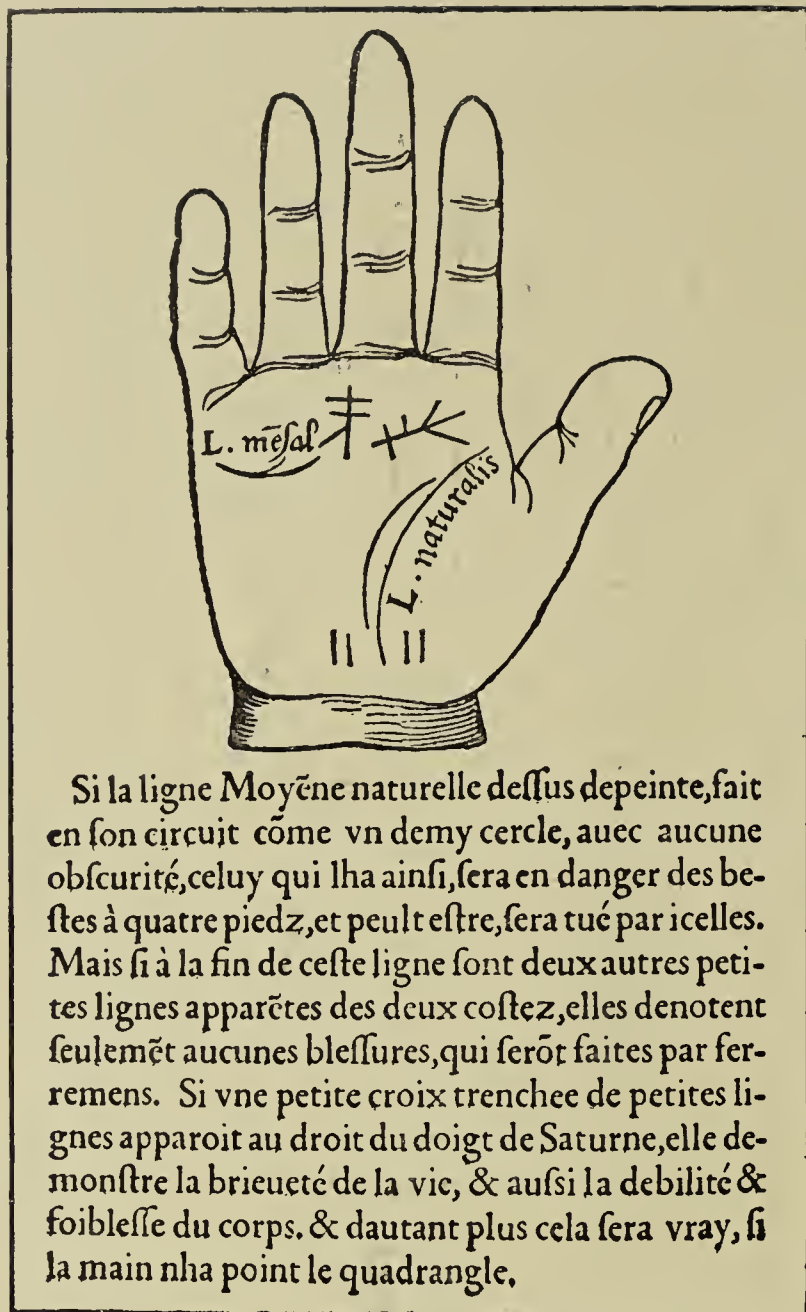 L. mēſal
L. naturalis
Si la ligne Moyēne naturelle deſſus depeinte,fait
en ſon circuit cōme vn demy cercle, auec aucune
obſcurité,celuy qui lha ainſi,ſera en danger des be-
ſtes à quatre piedz,et peult eſtre,ſera tué par icelles.
Mais ſi à la fin de ceſte ligne ſont deux autres peti-
tes lignes apparētes des deux coſtez,elles denotent
ſeulemēt aucunes bleſſures,qui ſerōt faites par fer-
remens. Si vne petite croix trenchee de petites li-
gnes apparoit au droit du doigt de Saturne,elle de-
monſtre la brieueté de la vie, & auſsi la debilité &
foibleſſe du corps. & dautant plus cela ſera vray, ſi
la main nha point le quadrangle.